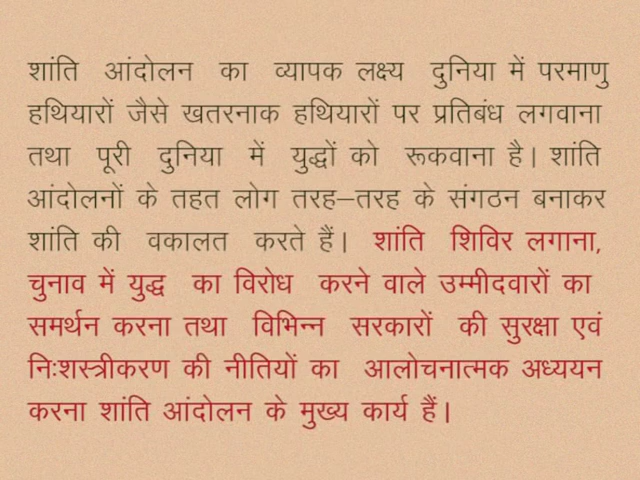 शांति आंदोलन का व्यापक लक्ष्य दुनिया में परमाणु
हथियारों जैसे खतरनाक हथियारों पर प्रतिबंध लगवाना
तथा पूरी दुनिया में युद्धों को रूकवाना है। शांति
आंदोलनों के तहत लोग तरह–तरह के संगठन बनाकर
शांति की वकालत करते हैं। शांति शिविर लगाना,
चुनाव में युद्ध का विरोध करने वाले उम्मीदवारों का
समर्थन करना तथा विभिन्न सरकारों की सुरक्षा एवं
निःशस्त्रीकरण की नीतियों का आलोचनात्मक अध्ययन
करना शांति आंदोलन के मुख्य कार्य हैं।